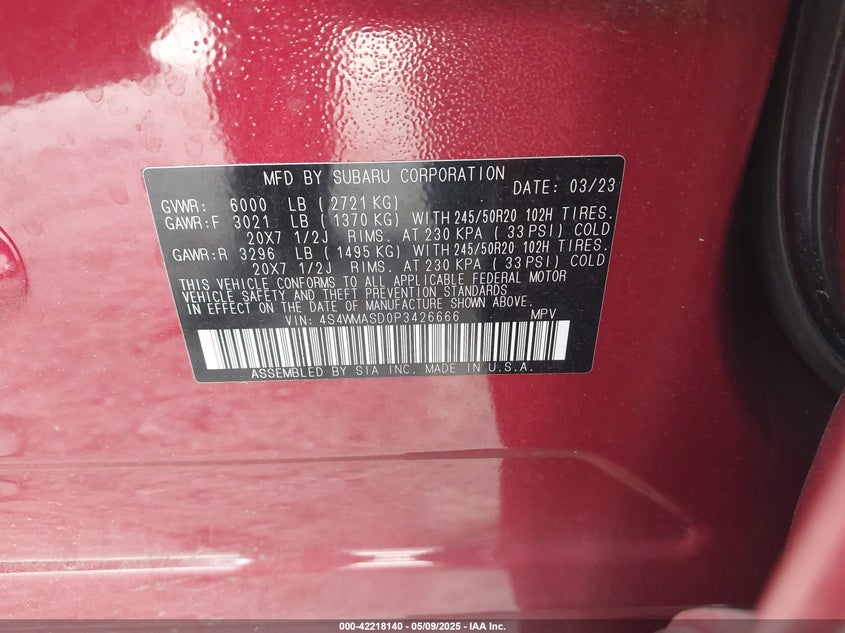 MFD BY SUBARU CORPORATION DATE: 03/23
GVWR: 6000 LB (2721 KG)
GAWR:F 3021 LB (1370 KG) WITH 245/50R20 102H TIRES.
20X7 1/2J RIMS. AT 230 KPA ( 33 PSI) COLD
GAWR:R 3296 LB (1495 KG) WITH 245/50R20 102H TIRES.
20X7 1/2J RIMS. AT 230 KPA ( 33 PSI) COLD
THIS VEHICLE CONFORMS TO ALL APPLICABLE FEDERAL MOTOR
VEHICLE SAFETY AND THEFT PREVENTION STANDARDS
IN EFFECT ON THE DATE OF MANUFACTURE SHOWN ABOVE.
VIN: 4S4WMASD0P3426666 MPV
ASSEMBLED BY SIA INC. MADE IN U.S.A.
000-42218140 - 05/09/2025 - IAA Inc.